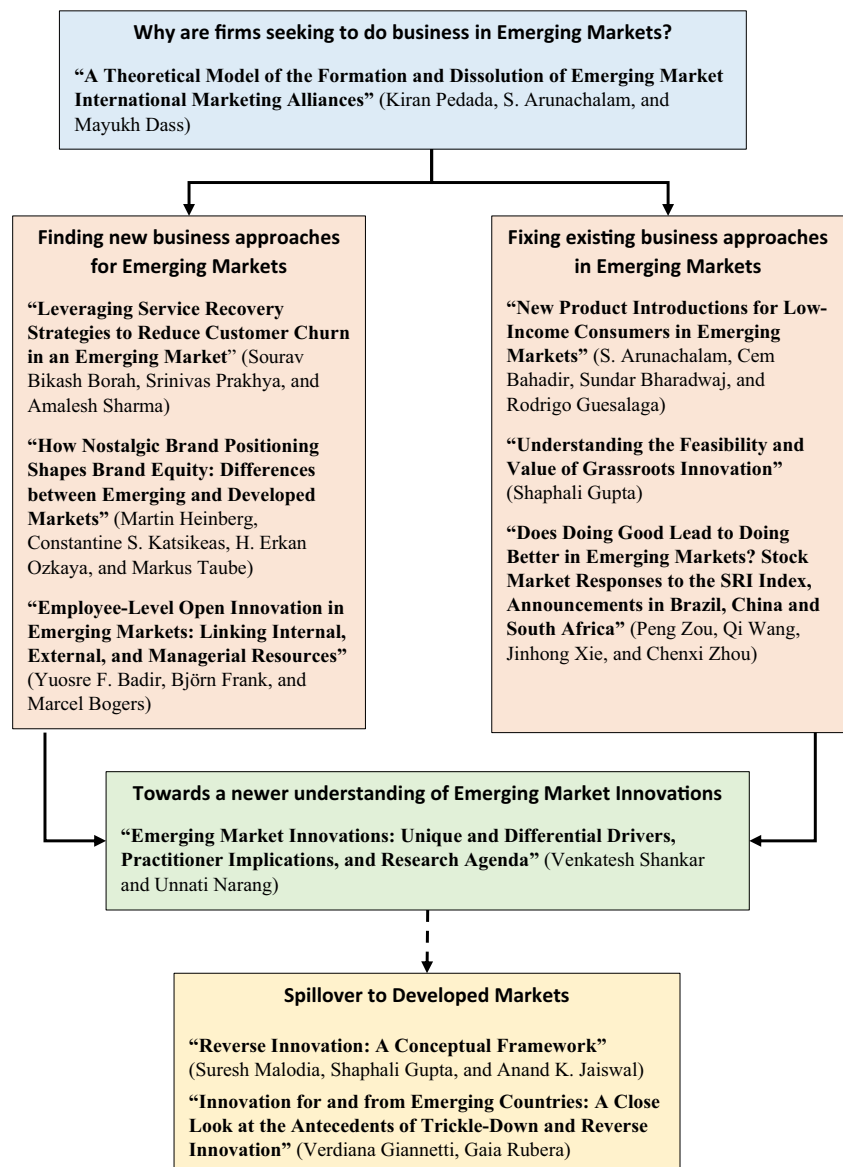 Why are firms seeking to do business in Emerging Markets?
“A Theoretical Model of the Formation and Dissolution of Emerging Market
International Marketing Alliances” (Kiran Pedada, S. Arunachalam, and
Mayukh Dass)
Finding new business approaches
for Emerging Markets
“Leveraging Service Recovery
Strategies to Reduce Customer Churn
in an Emerging Market” (Sourav
Bikash Borah, Srinivas Prakhya, and
Amalesh Sharma)
“How Nostalgic Brand Positioning
Shapes Brand Equity: Differences
between Emerging and Developed
Markets” (Martin Heinberg,
Constantine S. Katsikeas, H. Erkan
Ozkaya, and Markus Taube)
“Employee-Level Open Innovation in
Emerging Markets: Linking Internal,
External, and Managerial Resources”
(Yuosre F. Badir, Björn Frank, and
Marcel Bogers)
Fixing existing business approaches
in Emerging Markets
“New Product Introductions for Low-
Income Consumers in Emerging
Markets” (S. Arunachalam, Cem
Bahadir, Sundar Bharadwaj, and
Rodrigo Guesalaga)
“Understanding the Feasibility and
Value of Grassroots Innovation”
(Shaphali Gupta)
“Does Doing Good Lead to Doing
Better in Emerging Markets? Stock
Market Responses to the SRI Index,
Announcements in Brazil, China and
South Africa” (Peng Zou, Qi Wang,
Jinhong Xie, and Chenxi Zhou)
Towards a newer understanding of Emerging Market Innovations
“Emerging Market Innovations: Unique and Differential Drivers,
Practitioner Implications, and Research Agenda” (Venkatesh Shankar
and Unnati Narang)
Spillover to Developed Markets
“Reverse Innovation: A Conceptual Framework”
(Suresh Malodia, Shaphali Gupta, and Anand K. Jaiswal)
“Innovation for and from Emerging Countries: A Close
Look at the Antecedents of Trickle-Down and Reverse
Innovation” (Verdiana Giannetti, Gaia Rubera)